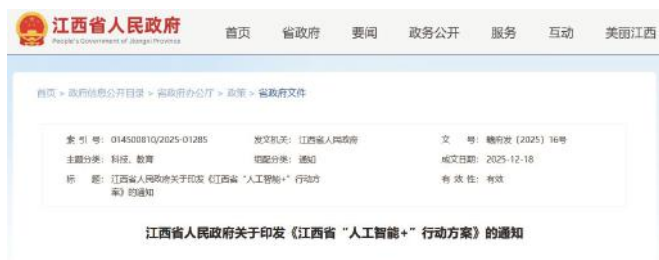 江西省人民政府
People's Government of Jiangxi Province
首页 省政府 要闻 政务公开 服务 互动 美丽江西
首页 > 政府信息公开目录 > 省政府办公厅 > 政策 > 省政府文件
索 引 号: 014500810/2025-01285 发文机关: 江西省人民政府 文 号: 赣府发〔2025〕16号
主题分类: 科技、教育 组配分类: 通知 成文日期: 2025-12-18
标 题: 江西省人民政府关于印发《江西省“人工智能+”行动方 有 效 性: 有效
案》的通知
江西省人民政府关于印发《江西省“人工智能+”行动方案》的通知